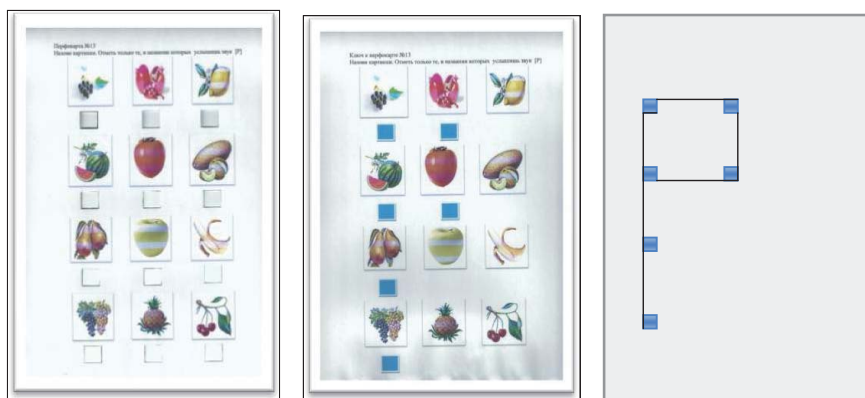 Перфокарта №13
Назови картинки. Отметь только те, в названии которых услышишь звук [Р]
Ключ к перфокарте №13
Назови картинки. Отметь только те, в названии которых услышишь звук [Р]